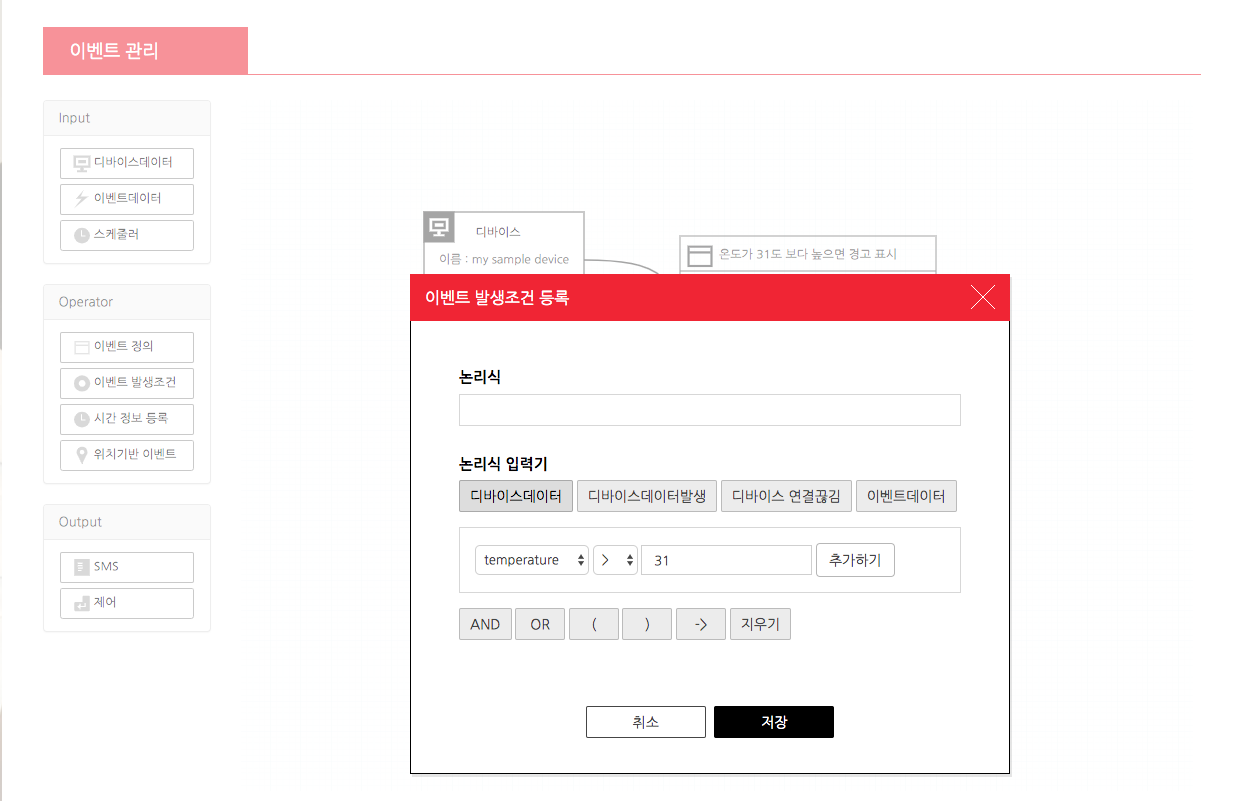 이벤트 관리
Input
디바이스데이터
이벤트데이터
스케줄러
Operator
이벤트 정의
이벤트 발생조건
시간 정보 등록
위치기반 이벤트
Output
SMS
제어
디바이스
이름 : my sample device
온도가 31도 보다 높으면 경고 표시
이벤트 발생조건 등록
논리식
논리식 입력기
디바이스데이터 디바이스데이터발생 디바이스 연결끊김 이벤트데이터
temperature > 31 추가하기
AND OR ( ) -> 지우기
취소 저장